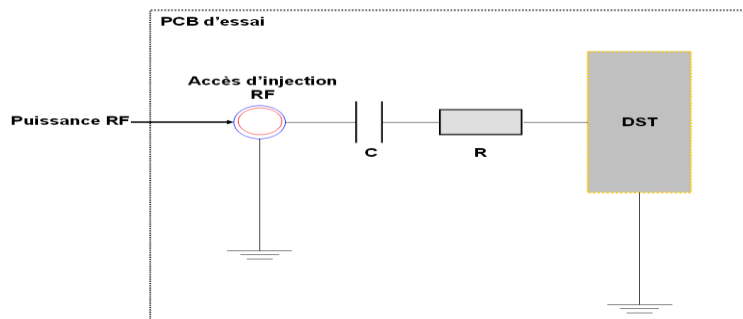 PCB d'essai
Accès d'injection
RF
Puissance RF
C
R
DST